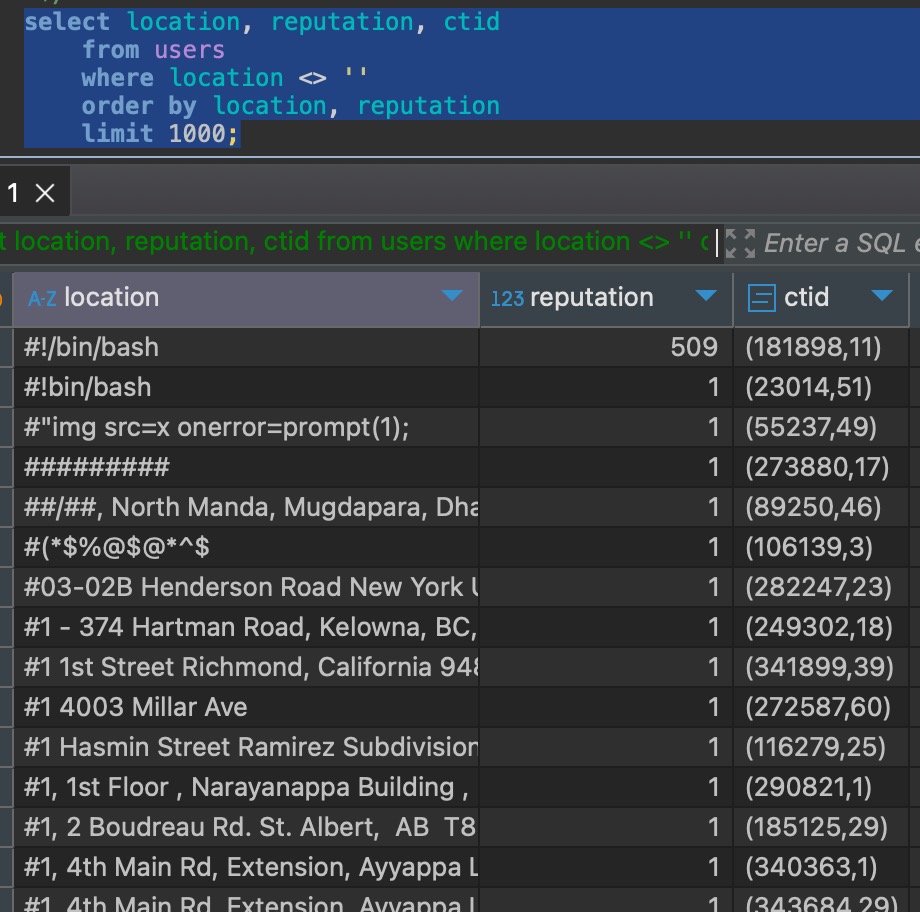 select location, reputation, ctid
from users
where location <> ''
order by location, reputation
limit 1000;
1
t location, reputation, ctid from users where location <> '' Enter a SQL
A-Z location 123 reputation ctid
#!/bin/bash 509 (181898,11)
#!bin/bash 1 (23014,51)
#"img src=x onerror=prompt(1); 1 (55237,49)
######### 1 (273880,17)
##/##, North Manda, Mugdapara, Dha 1 (89250,46)
#(*$%@$@*^$ 1 (106139,3)
#03-02B Henderson Road New York 1 (282247,23)
#1 - 374 Hartman Road, Kelowna, BC, 1 (249302,18)
#1 1st Street Richmond, California 948 1 (341899,39)
#1 4003 Millar Ave 1 (272587,60)
#1 Hasmin Street Ramirez Subdivision 1 (116279,25)
#1, 1st Floor , Narayanappa Building , 1 (290821,1)
#1, 2 Boudreau Rd. St. Albert,  AB  T8 1 (185125,29)
#1, 4th Main Rd, Extension, Ayyappa L 1 (340363,1)
#1, 4th Main Rd, Extension, Ayyappa 1 (343684,29)